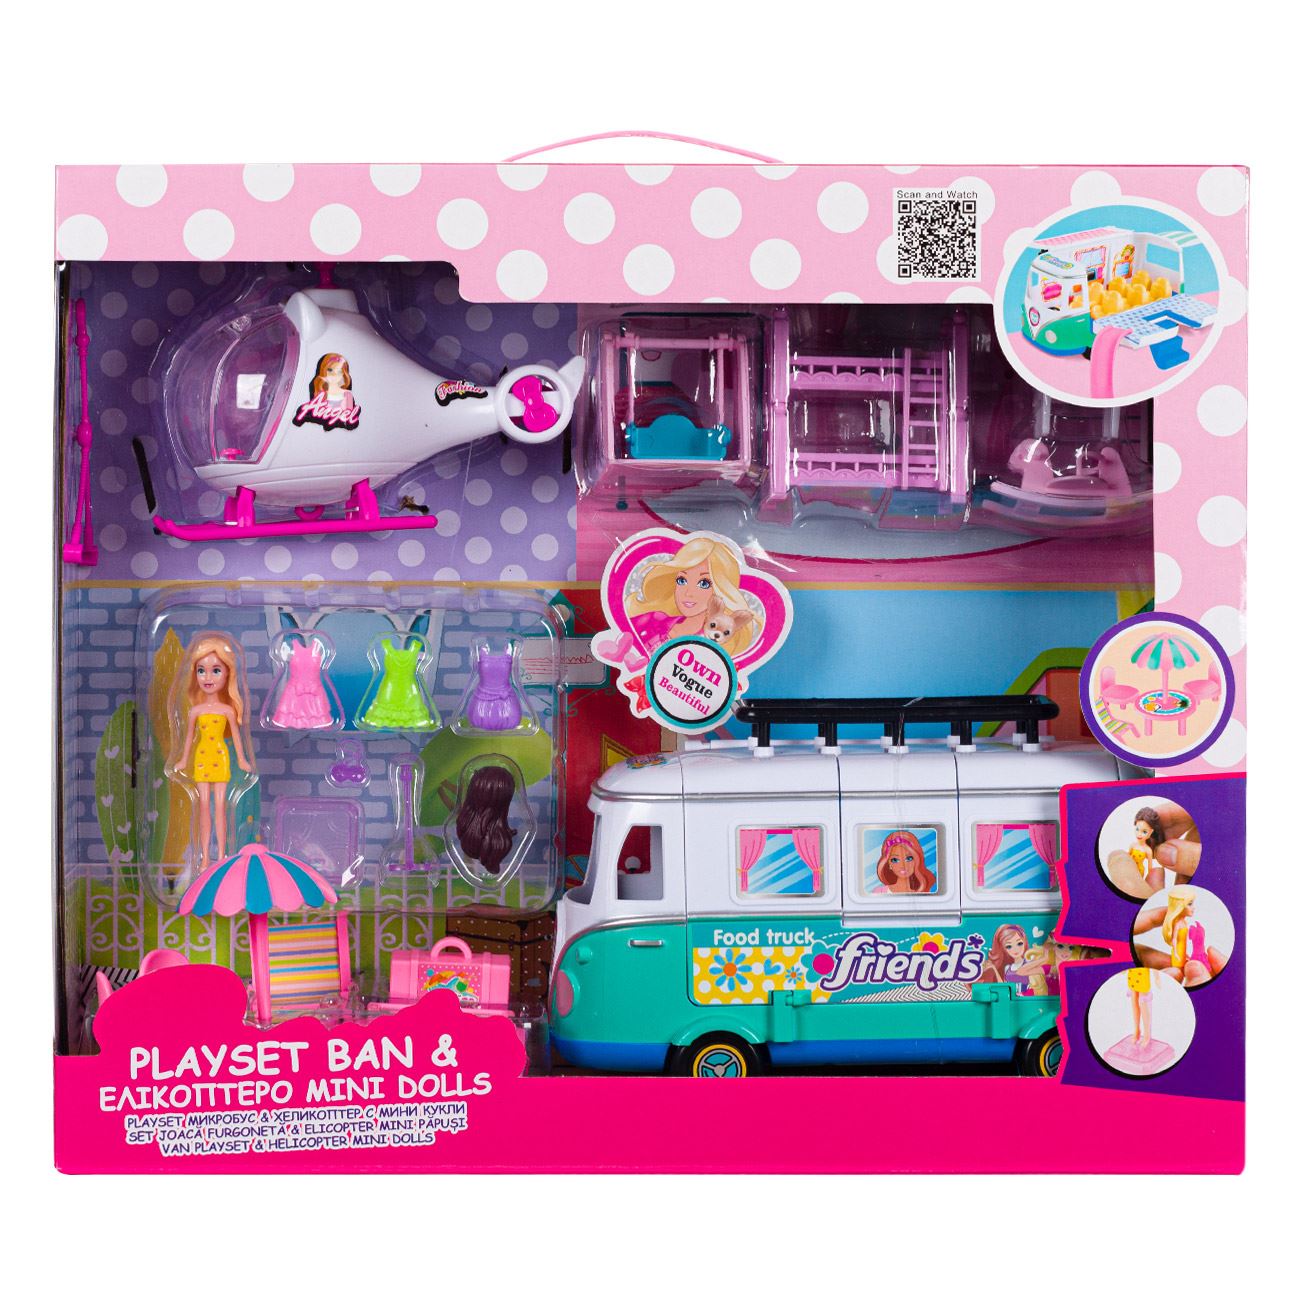 Scan and Watch
Angel
Fashion
Own
Vogue
Beautiful
Food truck
friends
PLAYSET ΒΑΝ &
ΕΛΙΚΟΠΤΕΡΟ MINI DOLLS
PLAYSET МИКРОБУС & ХЕЛИКОПТЕР С МИНИ КУКЛИ
SET JOACĂ FURGONETĂ & ELICOPTER MINI PĂPUȘI
VAN PLAYSET & HELICOPTER MINI DOLLS